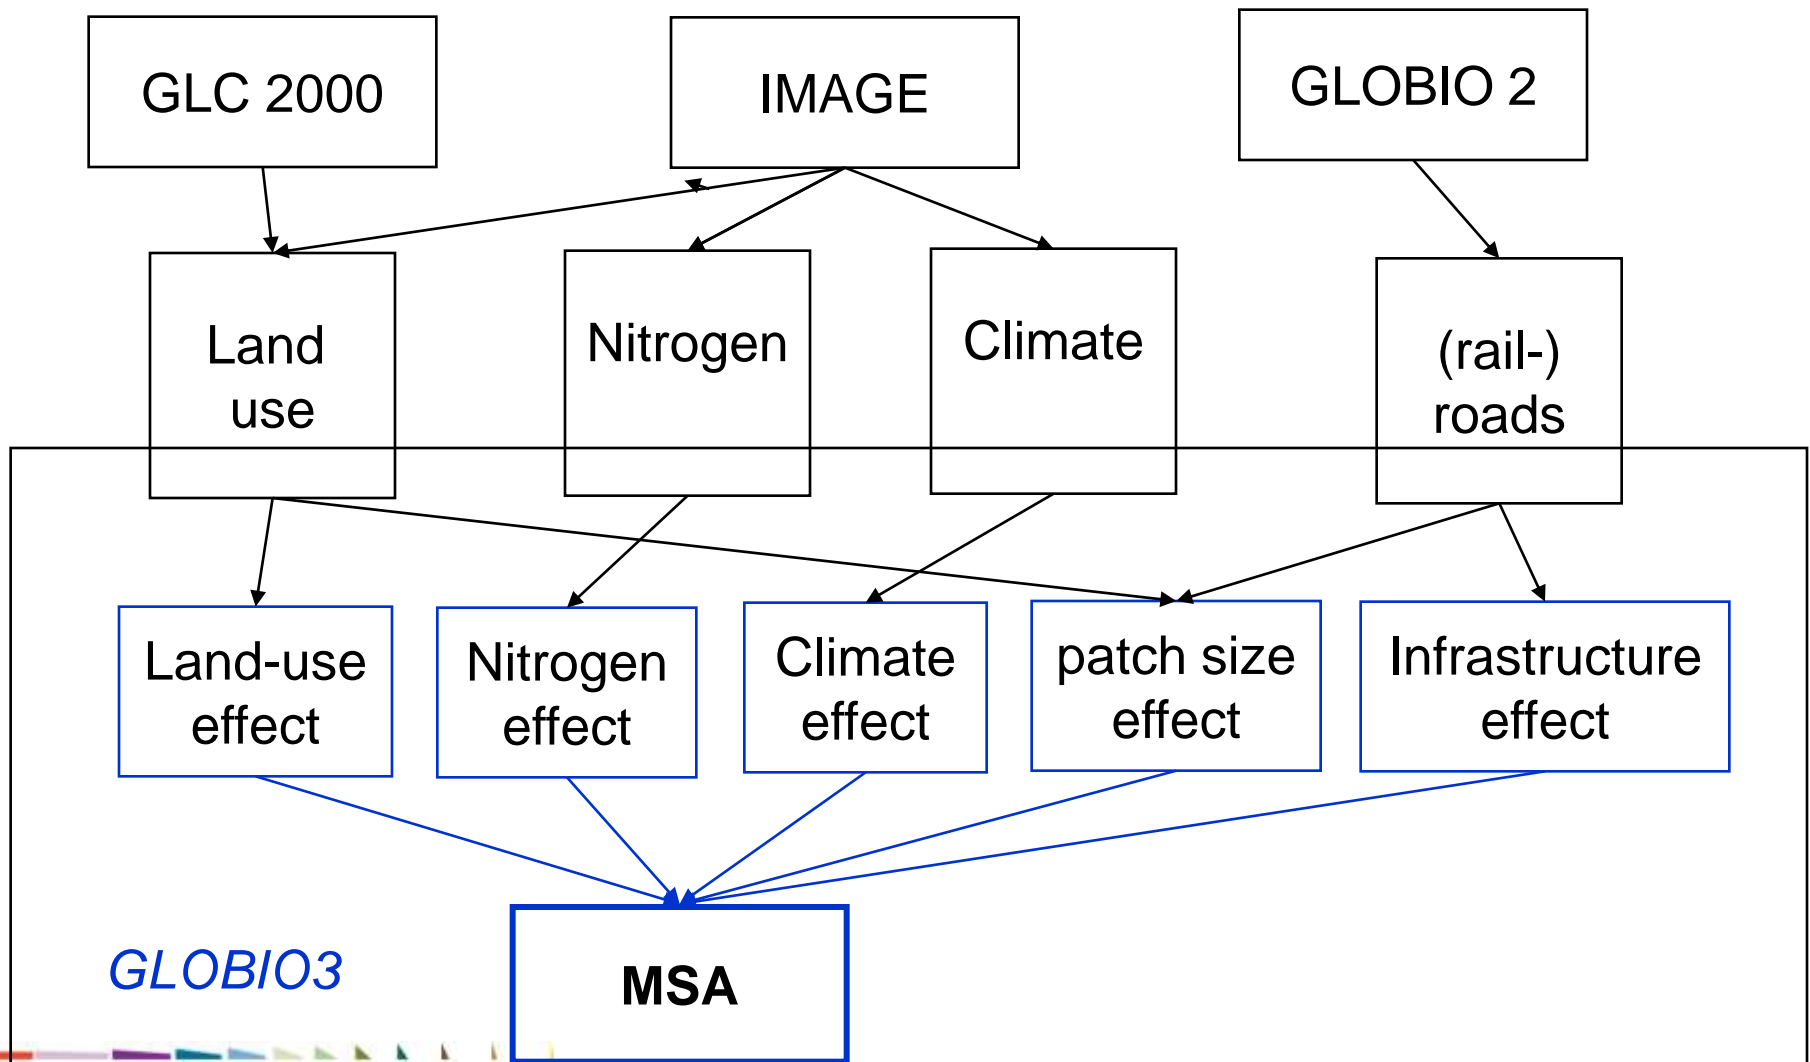 GLC 2000
IMAGE
GLOBIO 2
Land
use
Nitrogen
Climate
(rail-)
roads
Land-use
effect
Nitrogen
effect
Climate
effect
patch size
effect
Infrastructure
effect
GLOBIO3
MSA